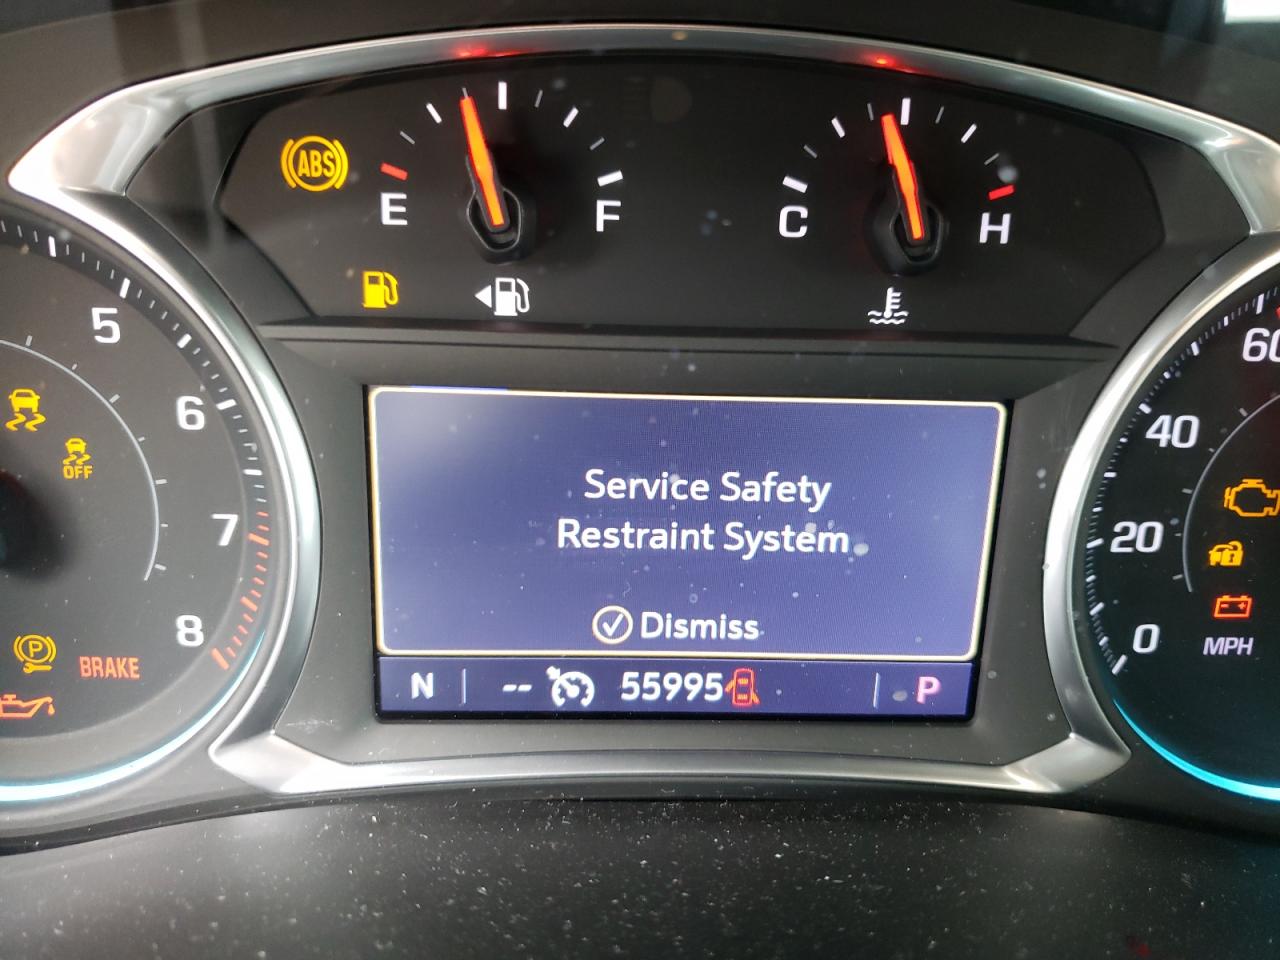 ABS
E
F
C
H
5
6
7
8
OFF
P
BRAKE
60
40
20
0
MPH
Service Safety
Restraint System
Dismiss
N -- 55995 P